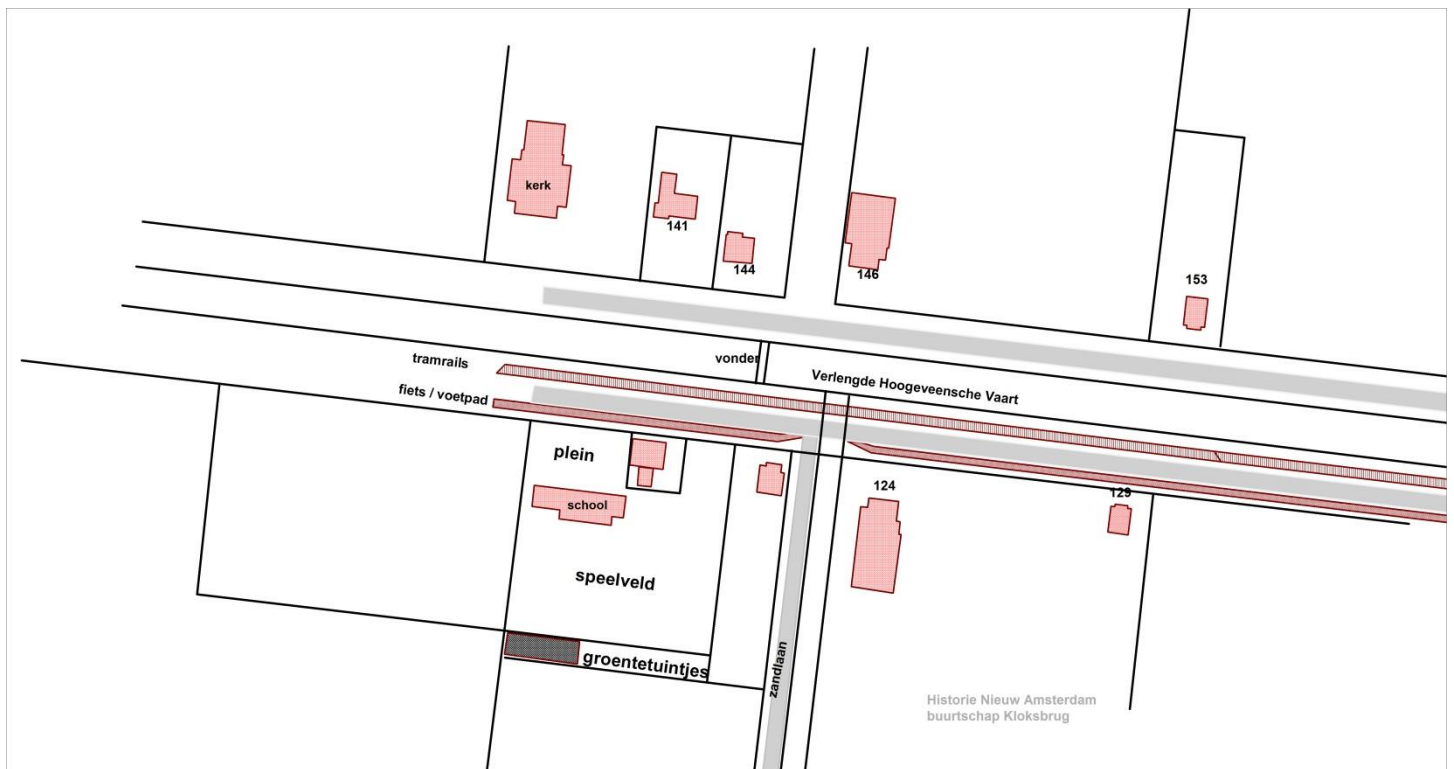 kerk
141
144
146
153
tramrails
vonder
Verlengde Hoogeveensche Vaart
fiets / voetpad
plein
124
129
school
speelveld
groentetuintjes
zandlaan
Historie Nieuw Amsterdam
buurtschap Kloksbrug